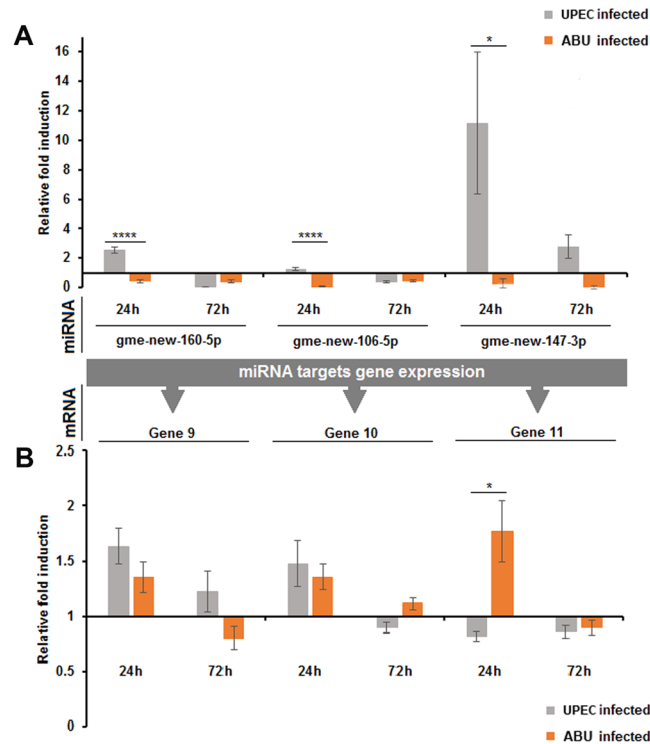 A
UPEC infected
ABU infected
Relative fold induction
16
14
12
10
8
6
4
2
0
****
****
*
miRNA
24h 72h 24h 72h 24h 72h
gme-new-160-5p gme-new-106-5p gme-new-147-3p
miRNA targets gene expression
mRNA
Gene 9 Gene 10 Gene 11
B
Relative fold induction
2.5
2
1.5
1
0.5
0
*
24h 72h 24h 72h 24h 72h
UPEC infected
ABU infected